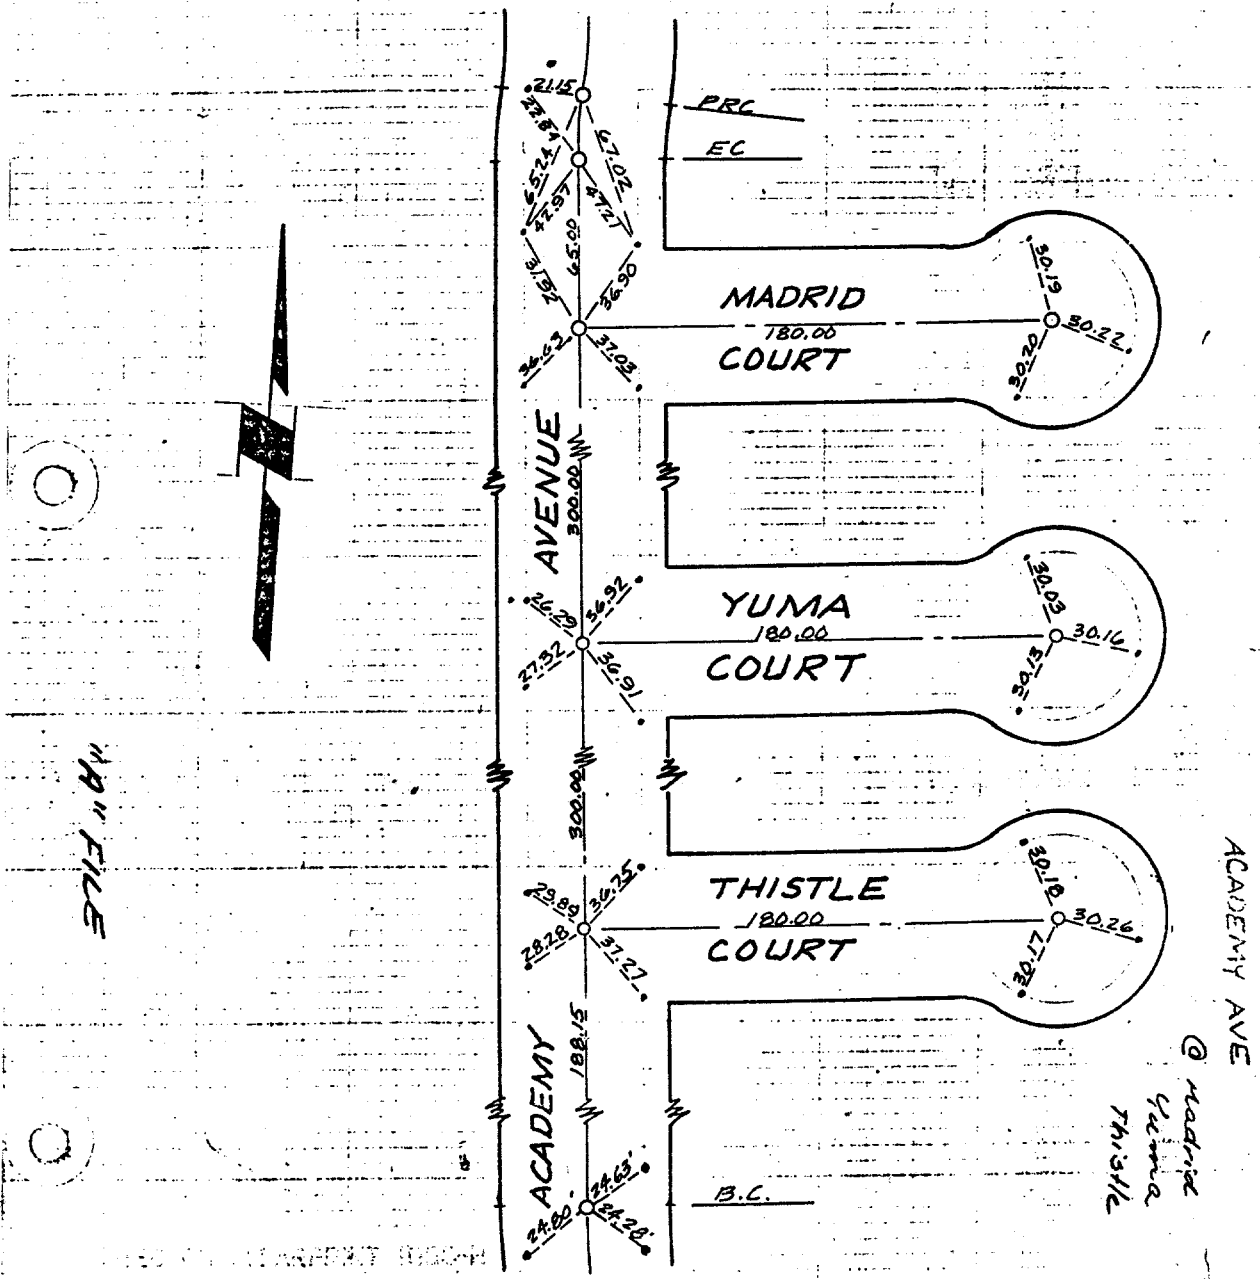 21.15
22.84
65.24
42.97
67.02
47.21
65.00
PRC
EC
31.92
36.90
36.63
37.03
MADRID
180.00
COURT
30.19
30.22
30.20
AVENUE
300.00
26.29
36.92
27.32
36.91
YUMA
180.00
COURT
30.03
30.16
30.13
300.00
"A" FILE
29.89
36.75
28.28
37.27
THISTLE
180.00
COURT
30.18
30.26
30.17
188.15
ACADEMY
24.63'
24.80'
24.28'
B.C.
ACADEMY AVE
@ Madrid
Yuma
Thistle